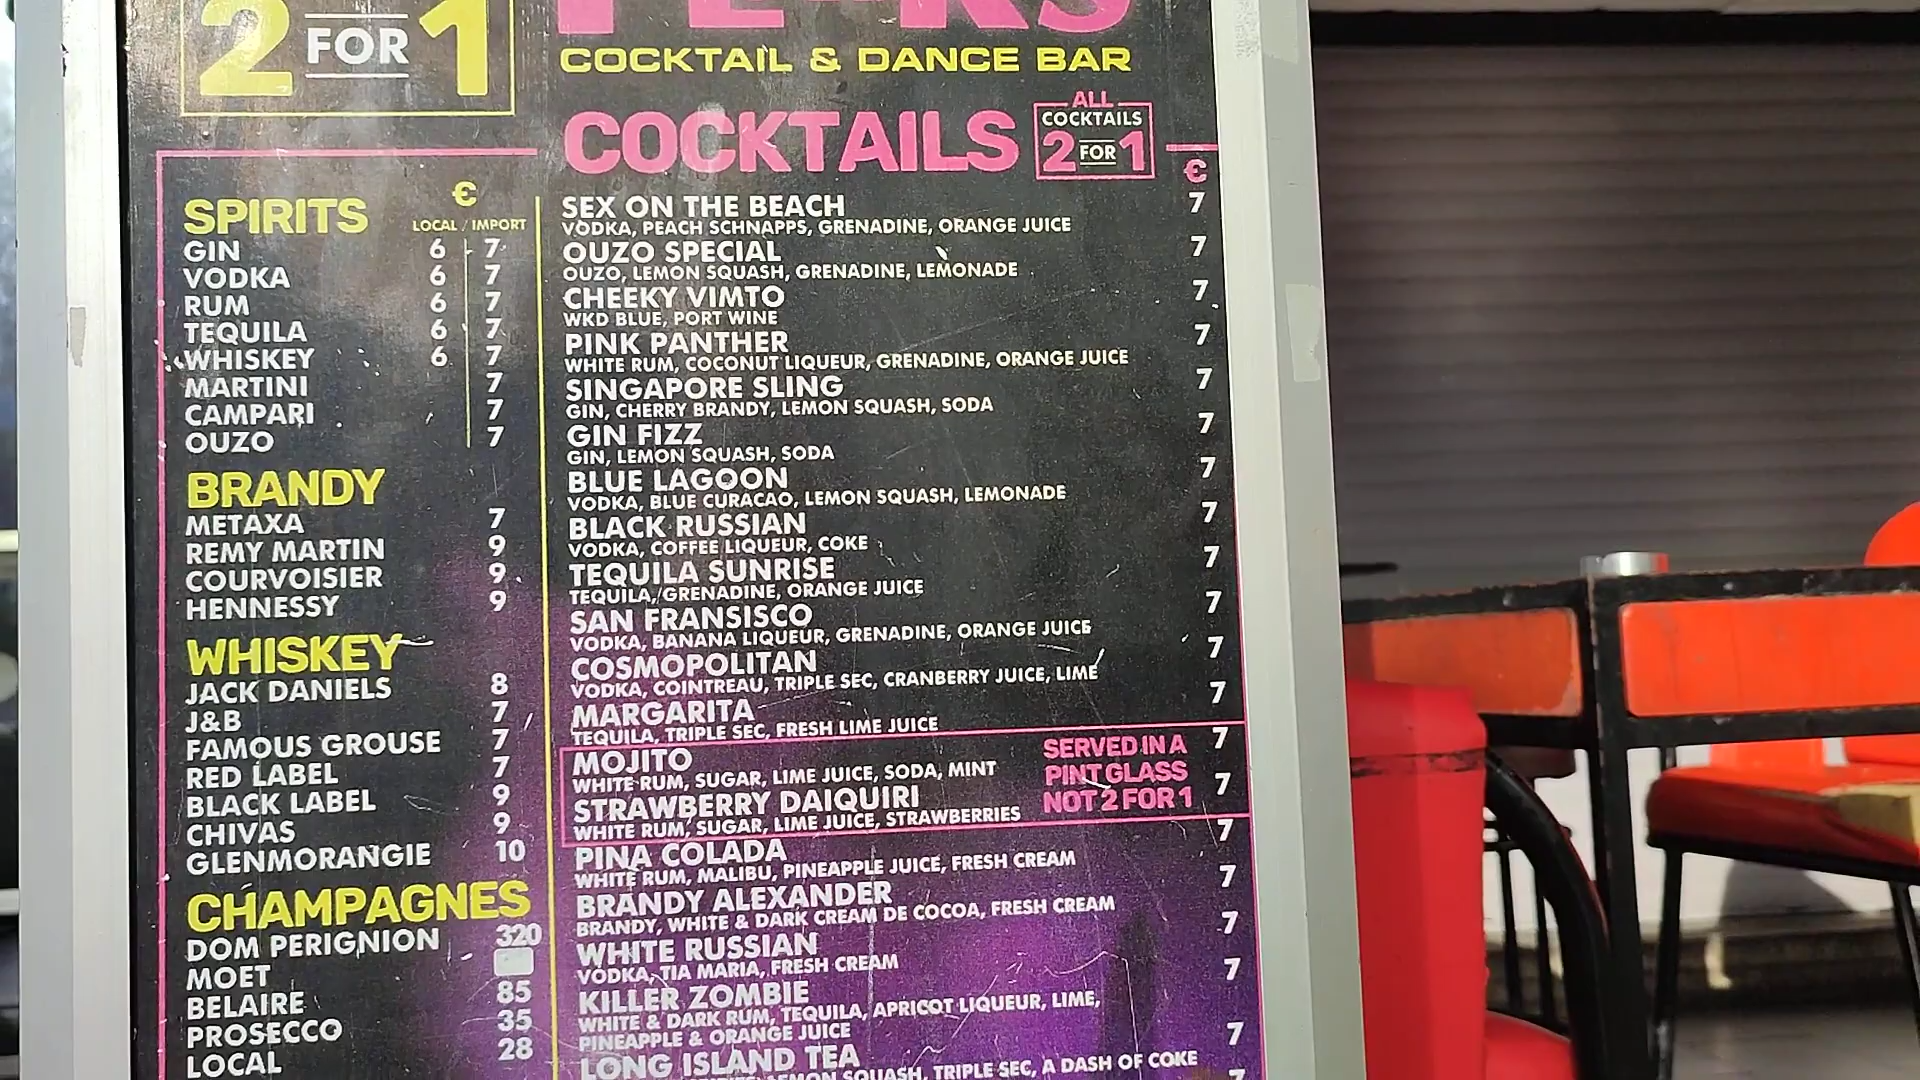 2 FOR 1
COCKTAIL & DANCE BAR
COCKTAILS
ALL
COCKTAILS
2 FOR 1
€
SPIRITS
€
LOCAL / IMPORT
GIN 6 7
VODKA 6 7
RUM 6 7
TEQUILA 6 7
WHISKEY 6 7
MARTINI 7
CAMPARI 7
OUZO 7
BRANDY
METAXA 7
REMY MARTIN 9
COURVOISIER 9
HENNESSY 9
WHISKEY
JACK DANIELS 8
J&B 7
FAMOUS GROUSE 7
RED LABEL 7
BLACK LABEL 9
CHIVAS 9
GLENMORANGIE 10
CHAMPAGNES
DOM PERIGNION 320
MOET
BELAIRE 85
PROSECCO 35
LOCAL 28
SEX ON THE BEACH 7
VODKA, PEACH SCHNAPPS, GRENADINE, ORANGE JUICE
OUZO SPECIAL 7
OUZO, LEMON SQUASH, GRENADINE, LEMONADE
CHEEKY VIMTO 7
WKD BLUE, PORT WINE
PINK PANTHER 7
WHITE RUM, COCONUT LIQUEUR, GRENADINE, ORANGE JUICE
SINGAPORE SLING 7
GIN, CHERRY BRANDY, LEMON SQUASH, SODA
GIN FIZZ 7
GIN, LEMON SQUASH, SODA
BLUE LAGOON 7
VODKA, BLUE CURACAO, LEMON SQUASH, LEMONADE
BLACK RUSSIAN 7
VODKA, COFFEE LIQUEUR, COKE
TEQUILA SUNRISE 7
TEQUILA, GRENADINE, ORANGE JUICE
SAN FRANSISCO 7
VODKA, BANANA LIQUEUR, GRENADINE, ORANGE JUICE
COSMOPOLITAN 7
VODKA, COINTREAU, TRIPLE SEC, CRANBERRY JUICE, LIME
MARGARITA 7
TEQUILA, TRIPLE SEC, FRESH LIME JUICE
MOJITO 7
WHITE RUM, SUGAR, LIME JUICE, SODA, MINT
STRAWBERRY DAIQUIRI 7
WHITE RUM, SUGAR, LIME JUICE, STRAWBERRIES
SERVED IN A
PINT GLASS
NOT 2 FOR 1
PINA COLADA 7
WHITE RUM, MALIBU, PINEAPPLE JUICE, FRESH CREAM
BRANDY ALEXANDER 7
BRANDY, WHITE & DARK CREAM DE COCOA, FRESH CREAM
WHITE RUSSIAN 7
VODKA, TIA MARIA, FRESH CREAM
KILLER ZOMBIE 7
WHITE & DARK RUM, TEQUILA, APRICOT LIQUEUR, LIME,
PINEAPPLE & ORANGE JUICE
LONG ISLAND TEA 7
LEMON SQUASH, TRIPLE SEC, A DASH OF COKE
7